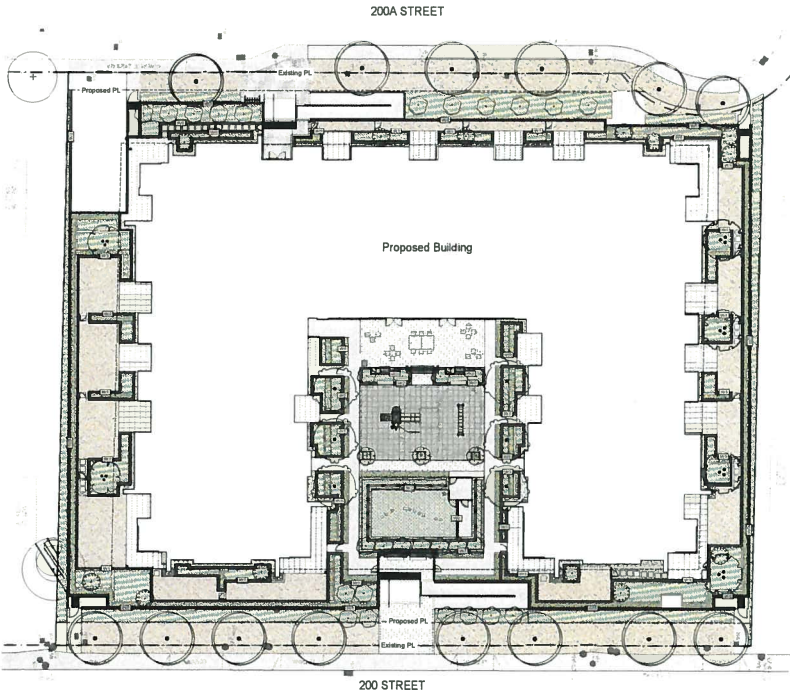 200A STREET
Existing PL
Proposed PL
Proposed Building
Proposed PL
Existing PL
200 STREET